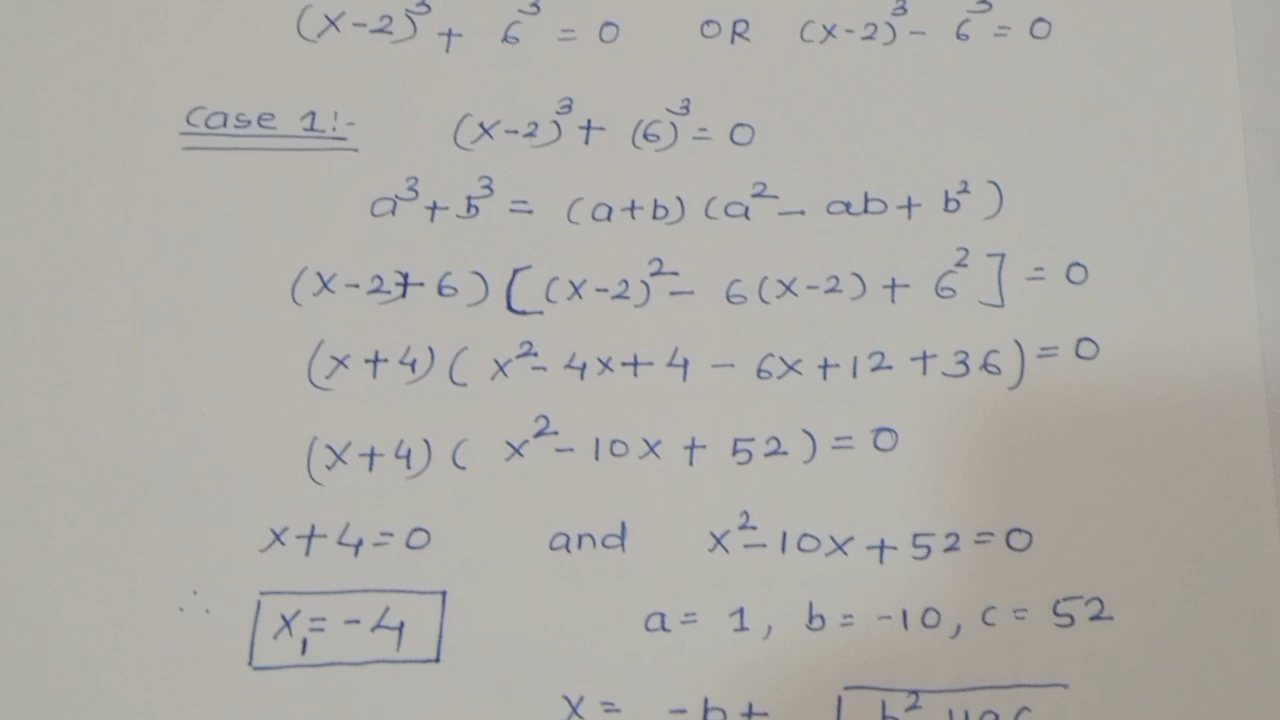 (x-2)³ + 6³ = 0 OR (x-2)³ - 6³ = 0
Case 1:- (x-2)³ + (6)³ = 0
a³ + b³ = (a+b) (a² - ab + b²)
(x-2+6) [(x-2)² - 6(x-2) + 6²] = 0
(x+4) (x² - 4x + 4 - 6x + 12 + 36) = 0
(x+4) (x² - 10x + 52) = 0
x+4=0 and x² - 10x + 52 = 0
∴ x₁ = -4 a = 1, b = -10, c = 52
x = -b ±